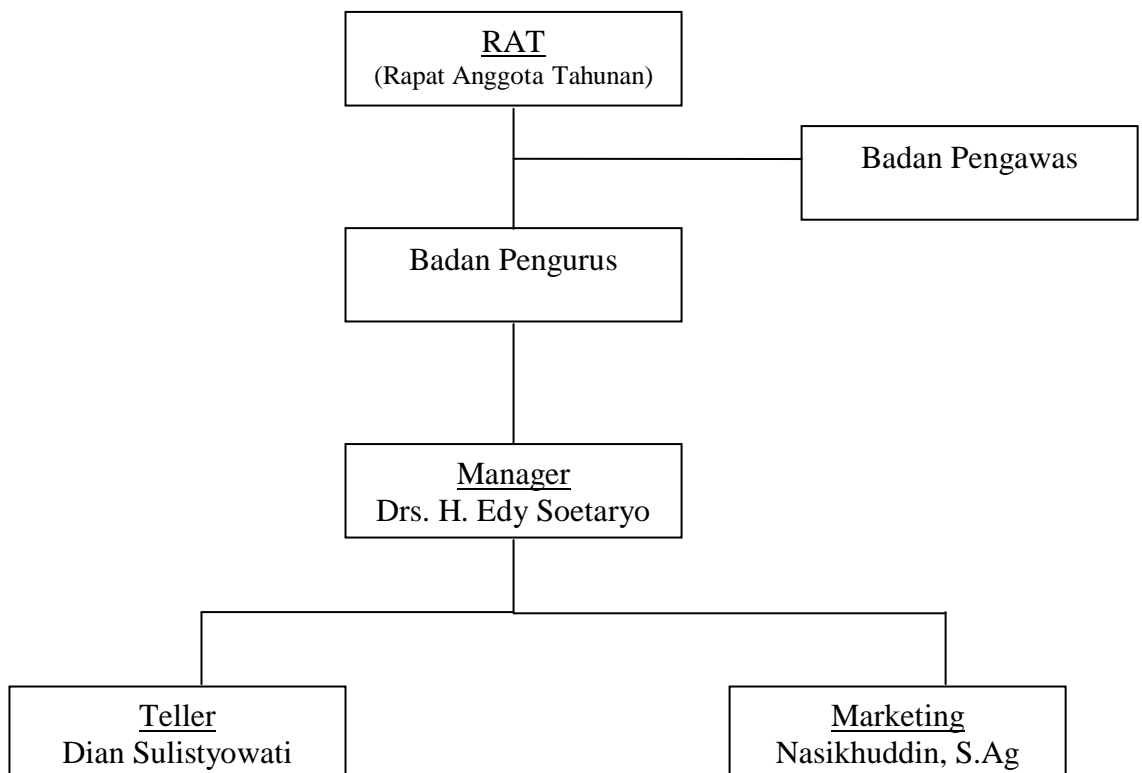 RAT
(Rapat Anggota Tahunan)
Badan Pengawas
Badan Pengurus
Manager
Drs. H. Edy Soetaryo
Teller
Dian Sulistyowati
Marketing
Nasikhuddin, S.Ag